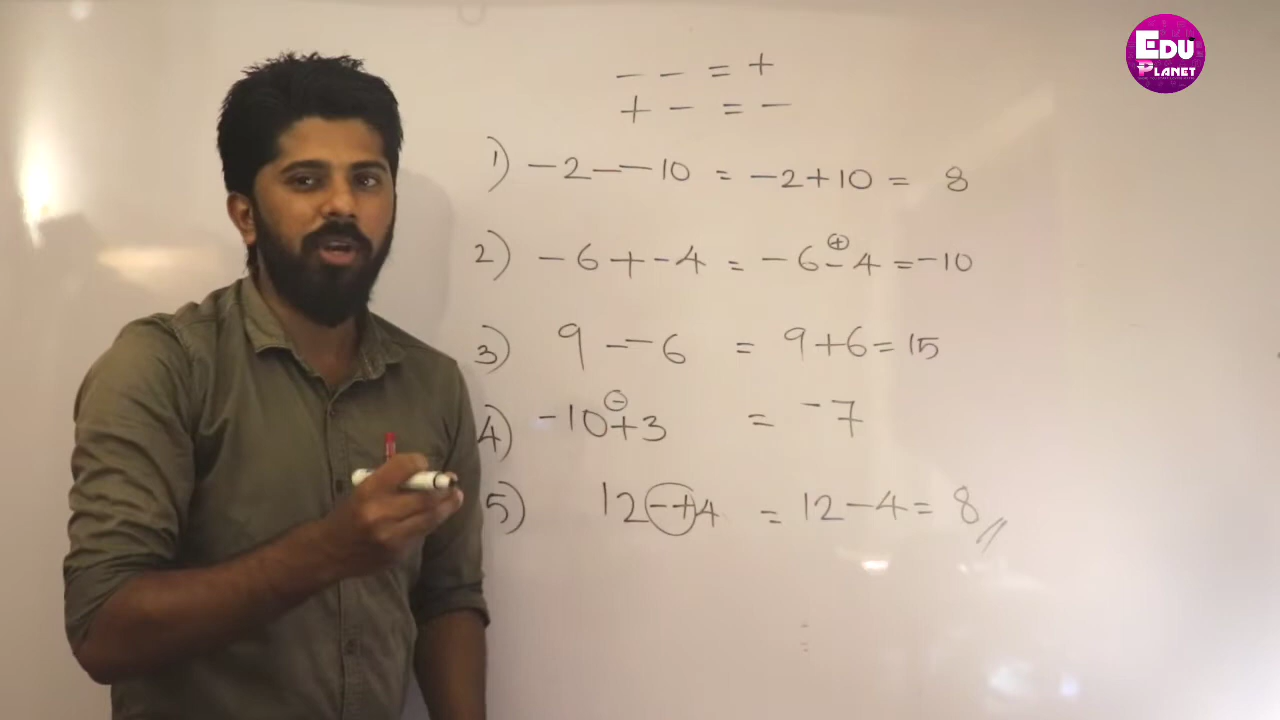 EDU
PLANET
- - = +
+ - = -
1) -2 - -10 = -2+10 = 8
2) -6 + -4 = -6 - 4 = -10
⊕
3) 9 - -6 = 9+6 = 15
4) -10 + 3 = -7
⊖
5) 12 - +4 = 12 - 4 = 8 //